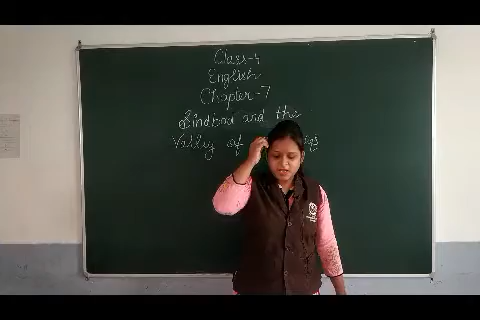 Class-4
English
Chapter-7
Sindbad and the
Valley of